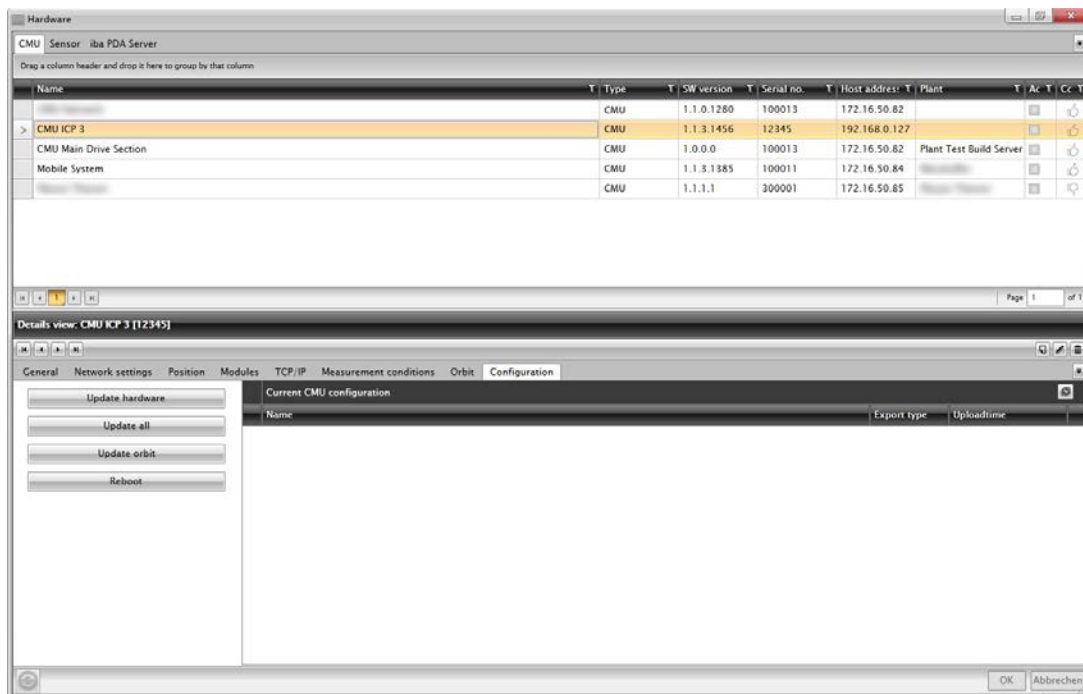 Hardware
CMU Sensor iba PDA Server
Drag a column header and drop it here to group by that column
Name Type SW version Serial no. Host address: Plant Ac Cc
CMU 1.1.0.1280 100013 172.16.50.82
CMU ICP 3 CMU 1.1.3.1456 12345 192.168.0.127
CMU Main Drive Section CMU 1.0.0.0 100013 172.16.50.82 Plant Test Build Server
Mobile System CMU 1.1.3.1385 100011 172.16.50.84
CMU 1.1.1.1 300001 172.16.50.85
1 Page 1 of 1
Details view: CMU ICP 3 [12345]
General Network settings Position Modules TCP/IP Measurement conditions Orbit Configuration
Update hardware Current CMU configuration
Name Export type Uploadtime
Update all
Update orbit
Reboot
OK Abbrechen